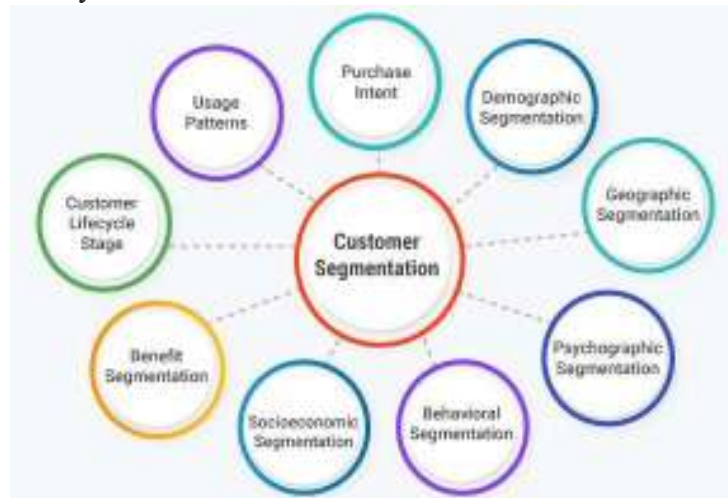 Purchase
Intent
Demographic
Segmentation
Geographic
Segmentation
Psychographic
Segmentation
Behavioral
Segmentation
Socioeconomic
Segmentation
Benefit
Segmentation
Customer
Lifecycle
Stage
Usage
Patterns
Customer
Segmentation